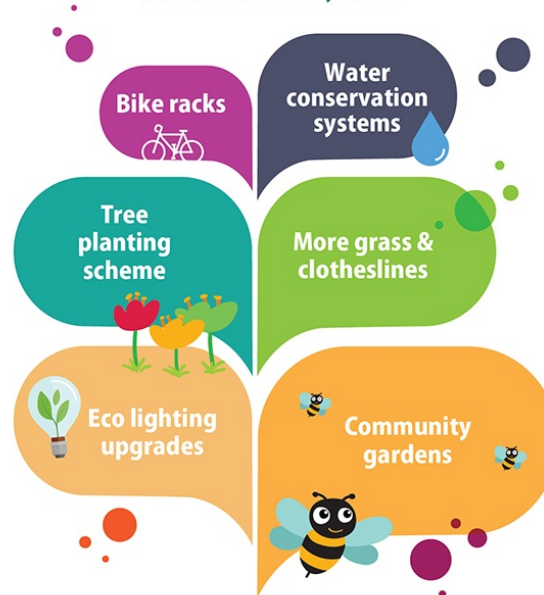 Bike racks
Water
conservation
systems
Tree
planting
scheme
More grass &
clotheslines
Eco lighting
upgrades
Community
gardens